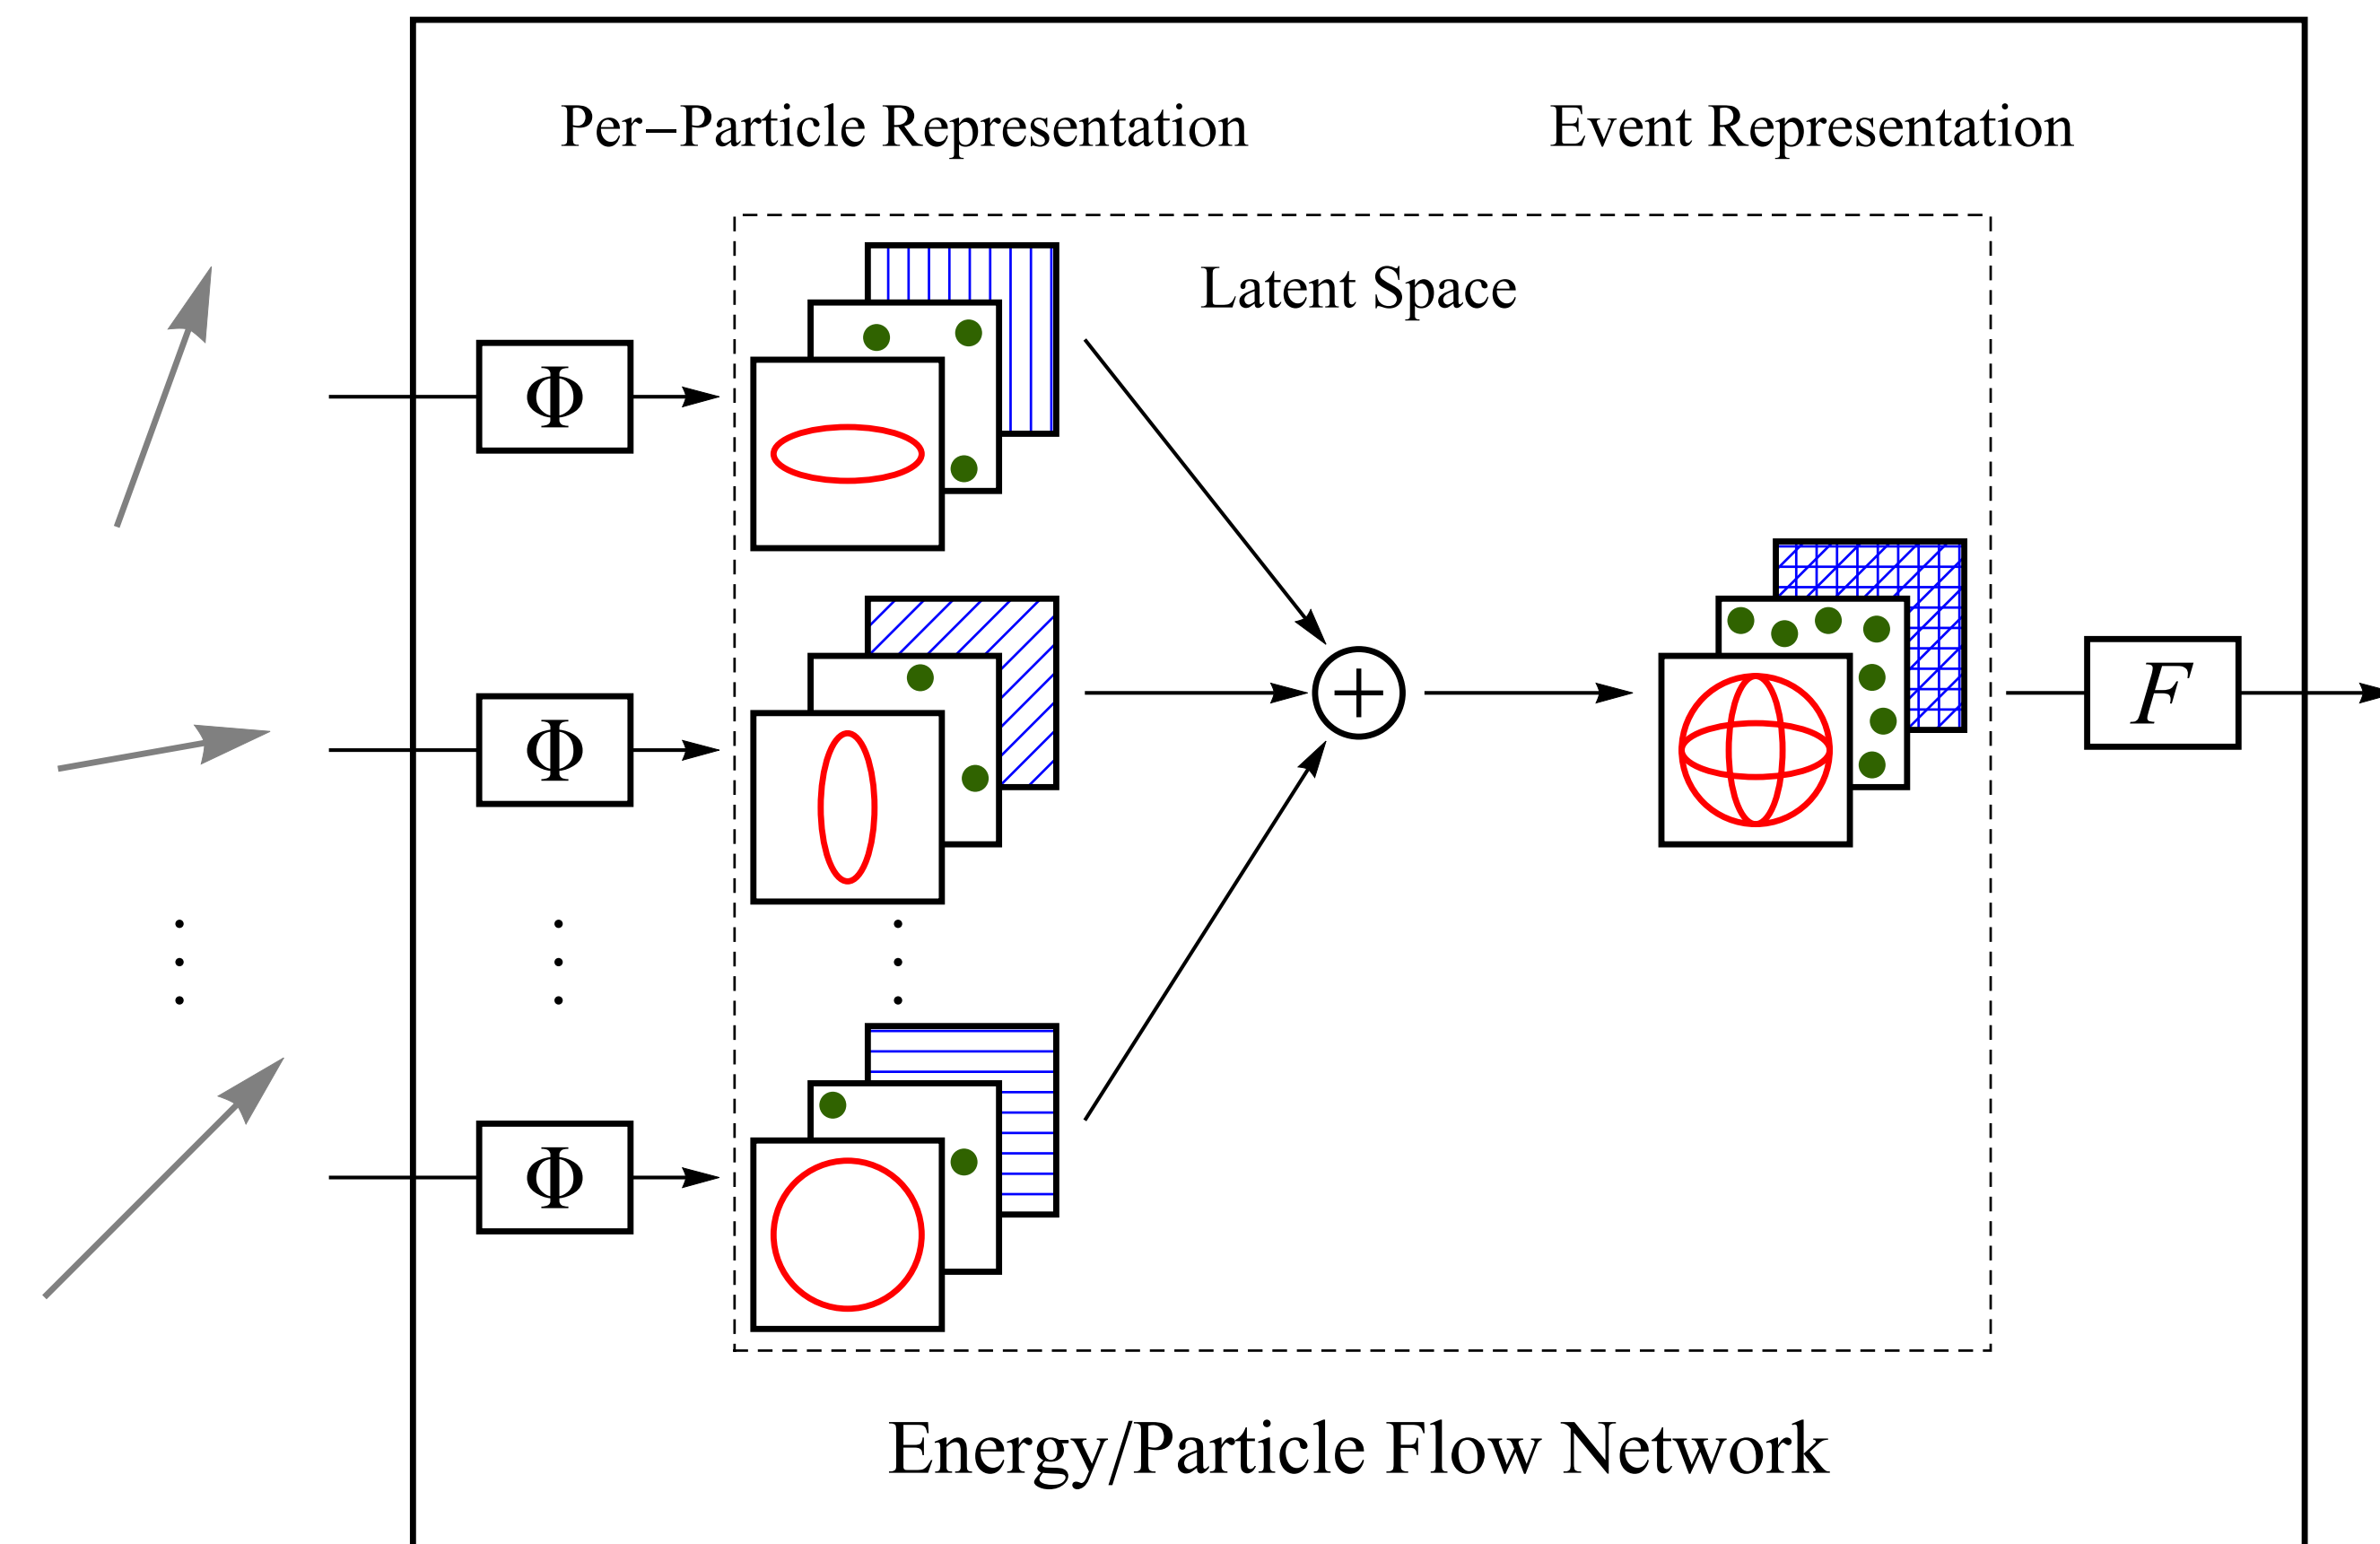 Per–Particle Representation
Event Representation
Latent Space
Φ
Φ
+
F
Φ
Energy/Particle Flow Network